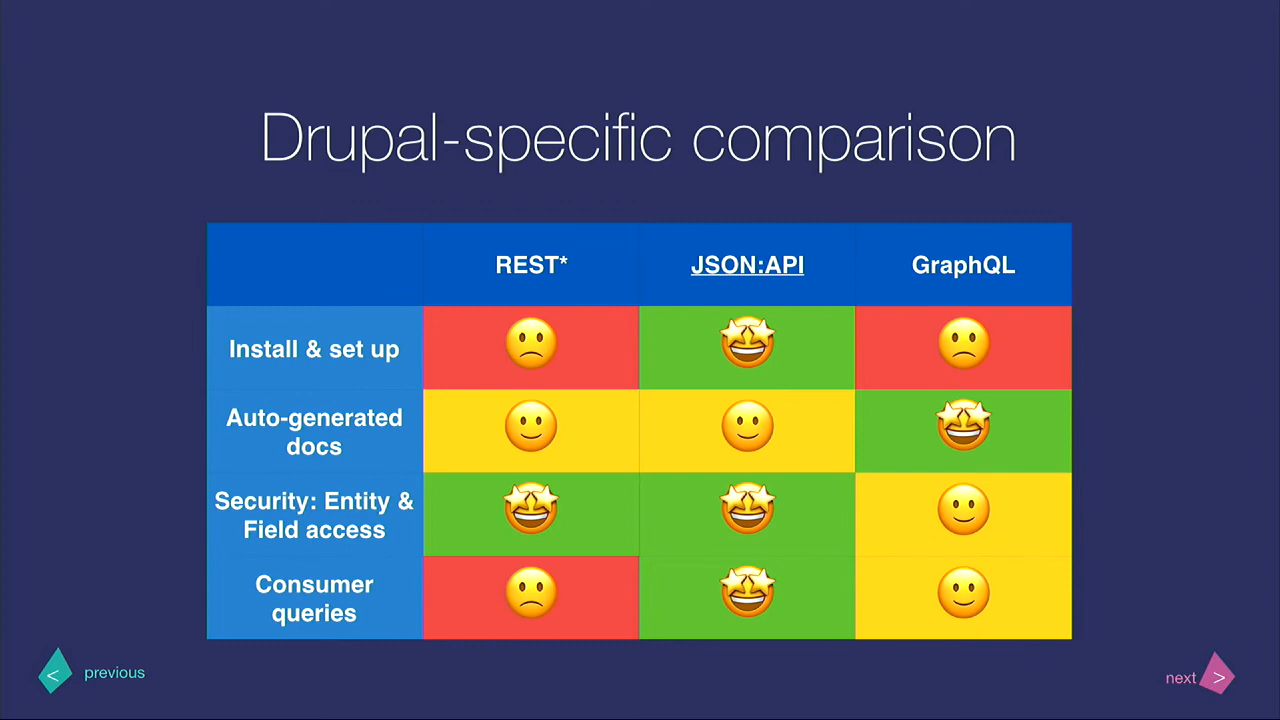 Drupal-specific comparison
REST*
JSON:API
GraphQL
Install & set up
Auto-generated
docs
Security: Entity &
Field access
Consumer
queries
< previous
next >